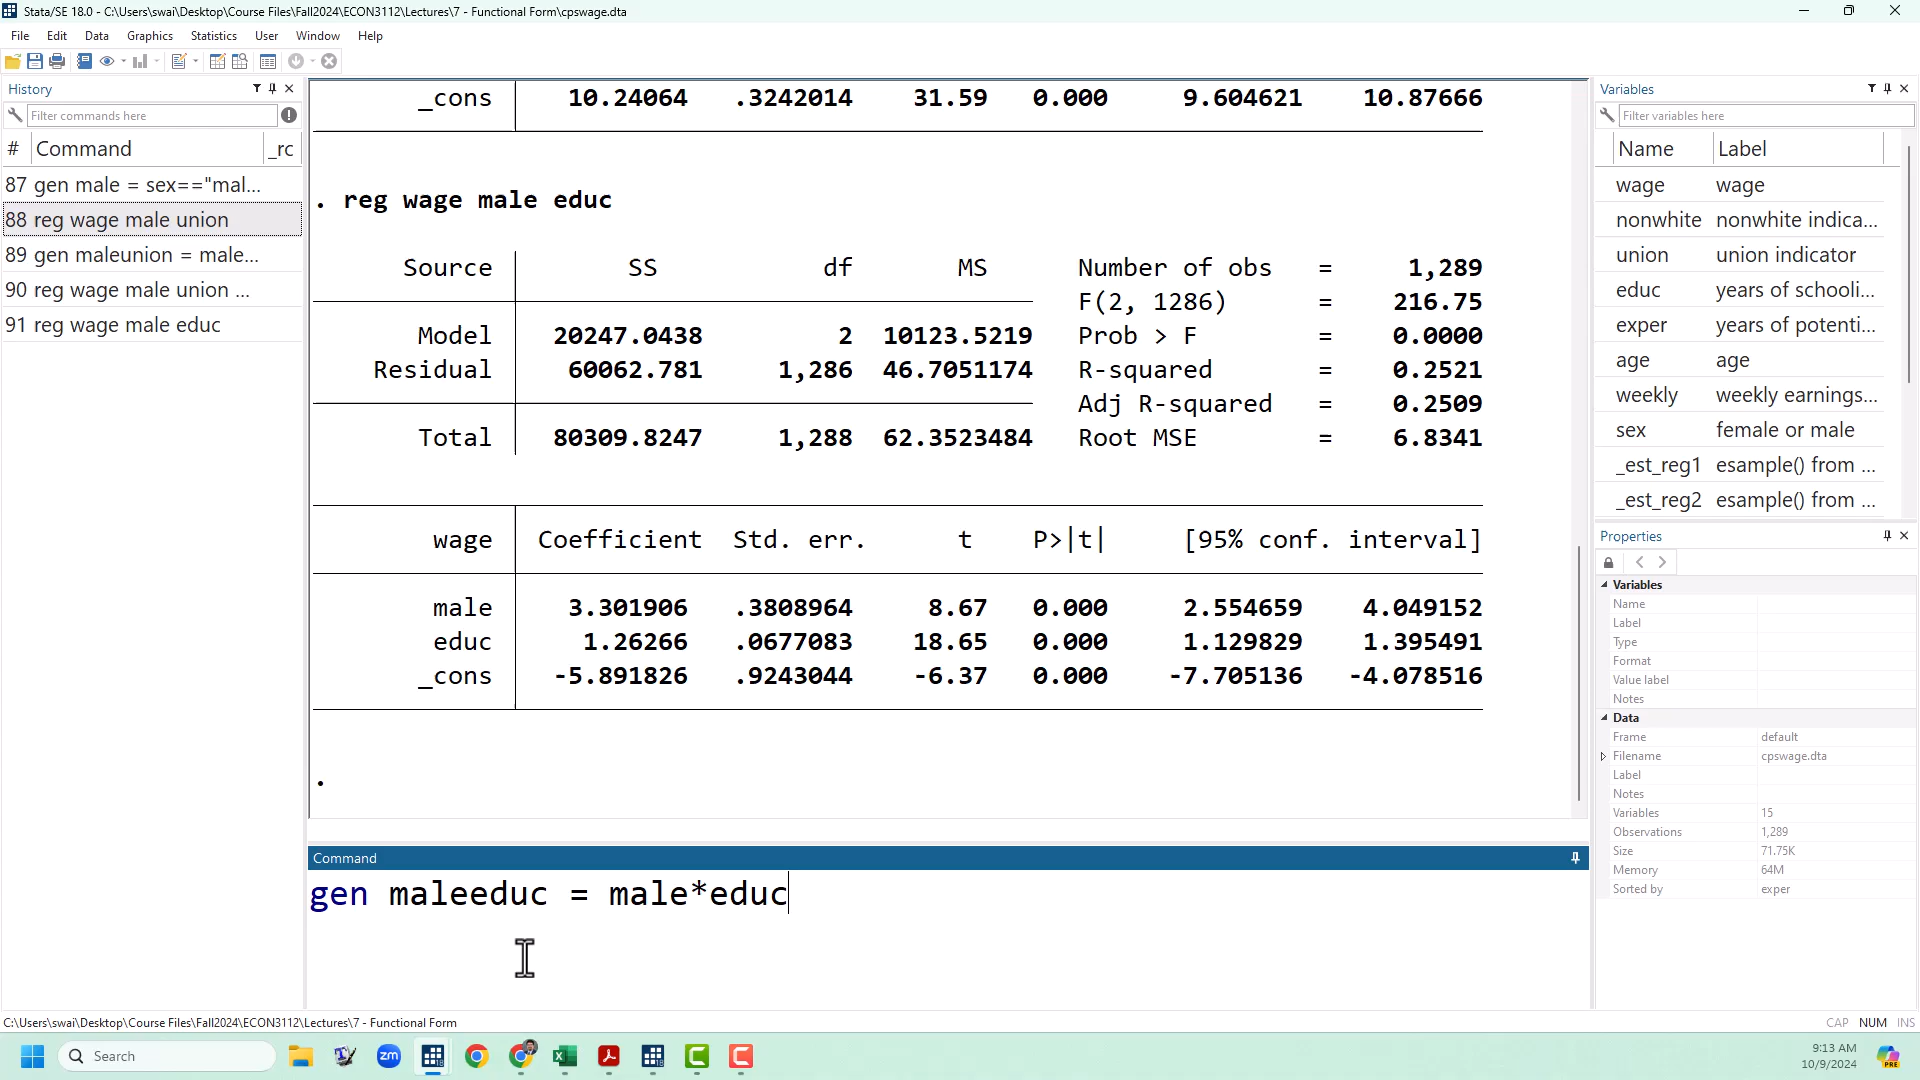 Stata/SE 18.0 - C:\Users\swai\Desktop\Course Files\Fall2024\ECON3112\Lectures\7 - Functional Form\cpswage.dta
File Edit Data Graphics Statistics User Window Help
History
Filter commands here
# Command _rc
87 gen male = sex=="mal...
88 reg wage male union
89 gen maleunion = male...
90 reg wage male union ...
91 reg wage male educ
_cons 10.24064 .3242014 31.59 0.000 9.604621 10.87666
. reg wage male educ
Source SS df MS Number of obs = 1,289
F(2, 1286) = 216.75
Model 20247.0438 2 10123.5219 Prob > F = 0.0000
Residual 60062.781 1,286 46.7051174 R-squared = 0.2521
Adj R-squared = 0.2509
Total 80309.8247 1,288 62.3523484 Root MSE = 6.8341
wage Coefficient Std. err. t P>|t| [95% conf. interval]
male 3.301906 .3808964 8.67 0.000 2.554659 4.049152
educ 1.26266 .0677083 18.65 0.000 1.129829 1.395491
_cons -5.891826 .9243044 -6.37 0.000 -7.705136 -4.078516
.
Command
gen maleeduc = male*educ
Variables
Filter variables here
Name Label
wage wage
nonwhite nonwhite indica...
union union indicator
educ years of schooli...
exper years of potenti...
age age
weekly weekly earnings...
sex female or male
_est_reg1 esample() from ...
_est_reg2 esample() from ...
Properties
Variables
Name
Label
Type
Format
Value label
Notes
Data
Frame default
Filename cpswage.dta
Label
Notes
Variables 15
Observations 1,289
Size 71.75K
Memory 64M
Sorted by exper
C:\Users\swai\Desktop\Course Files\Fall2024\ECON3112\Lectures\7 - Functional Form
CAP NUM INS
Search
zm
9:13 AM
10/9/2024
PRE